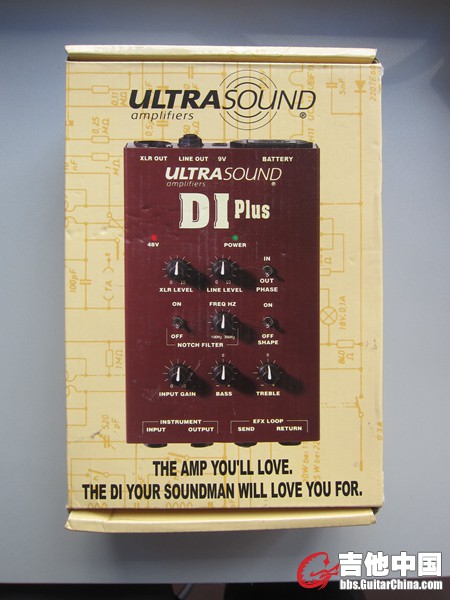 ULTRASOUND®
amplifiers
XLR OUT LINE OUT 9V BATTERY
ULTRASOUND®
amplifiers
DI Plus
48V POWER IN
OUT
XLR LEVEL LINE LEVEL PHASE
ON FREQ HZ ON
OFF OFF
NOTCH FILTER SHAPE
INPUT GAIN BASS TREBLE
INSTRUMENT EFX LOOP
INPUT OUTPUT SEND RETURN
THE AMP YOU'LL LOVE.
THE DI YOUR SOUNDMAN WILL LOVE YOU FOR.
吉他中国
bbs.GuitarChina.com